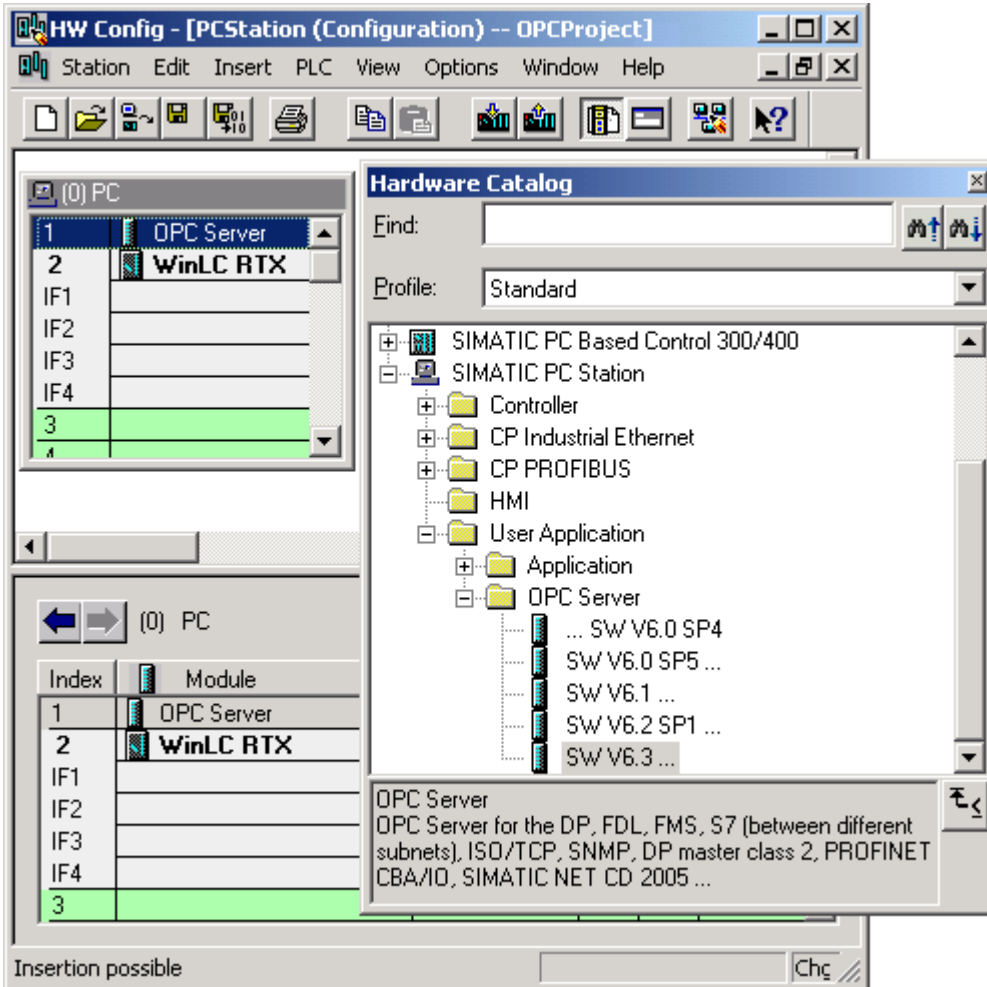 HW Config - [PCStation (Configuration) -- OPCProject]
Station Edit Insert PLC View Options Window Help
(0) PC
1 OPC Server
2 WinLC RTX
IF1
IF2
IF3
IF4
3
4
Hardware Catalog
Find:
Profile: Standard
SIMATIC PC Based Control 300/400
SIMATIC PC Station
Controller
CP Industrial Ethernet
CP PROFIBUS
HMI
User Application
Application
OPC Server
... SW V6.0 SP4
SW V6.0 SP5 ...
SW V6.1 ...
SW V6.2 SP1 ...
SW V6.3 ...
OPC Server
OPC Server for the DP, FDL, FMS, S7 (between different
subnets), ISO/TCP, SNMP, DP master class 2, PROFINET
CBA/IO, SIMATIC NET CD 2005 ...
(0) PC
Index Module
1 OPC Server
2 WinLC RTX
IF1
IF2
IF3
IF4
3
Insertion possible
Chg